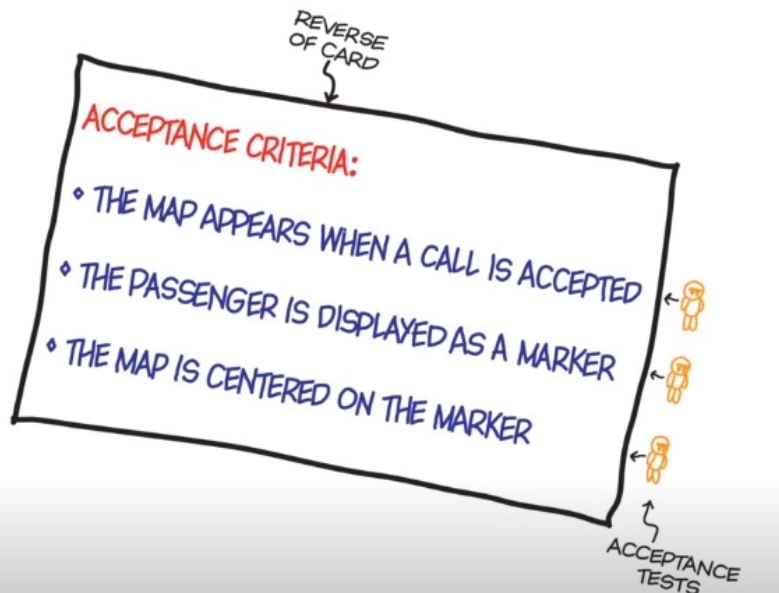 REVERSE
OF CARD
ACCEPTANCE CRITERIA:
THE MAP APPEARS WHEN A CALL IS ACCEPTED
THE PASSENGER IS DISPLAYED AS A MARKER
THE MAP IS CENTERED ON THE MARKER
ACCEPTANCE
TESTS